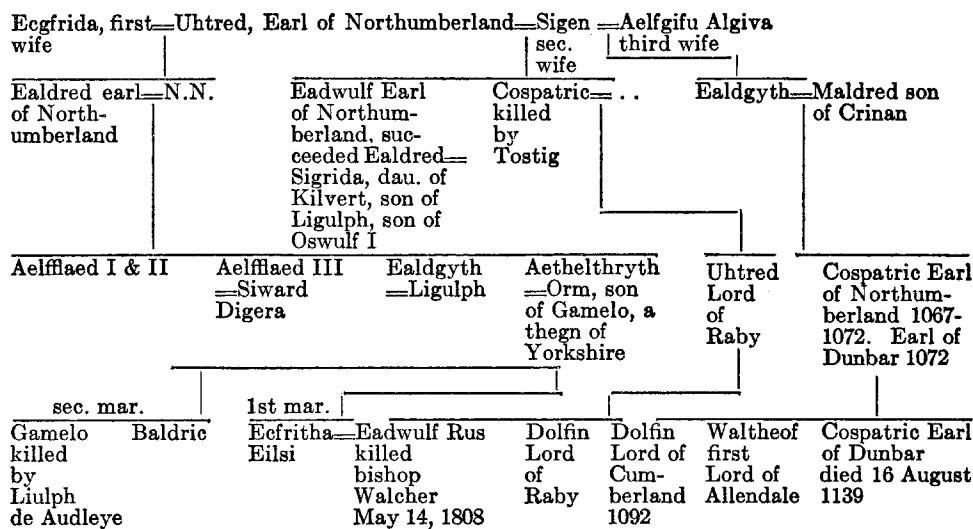 Ecgfrida, first=Uhtred, Earl of Northumberland=Sigen =Aelfgifu Algiva
wife
sec.
wife
third wife
Ealdred earl=N.N.
of North-
umberland
Eadwulf Earl
of Northum-
berland, suc-
ceeded Ealdred=
Sigrida, dau. of
Kilvert, son of
Ligulph, son of
Oswulf I
Cospatric= . .
killed
by
Tostig
Ealdgyth=Maldred son
of Crinan
Aelfflaed I & II
Aelfflaed III
=Siward
Digera
Ealdgyth
=Ligulph
Aethelthryth
=Orm, son
of Gamelo, a
thegn of
Yorkshire
Uhtred
Lord
of
Raby
Cospatric Earl
of Northum-
berland 1067-
1072. Earl of
Dunbar 1072
sec. mar.
1st mar.
Gamelo
killed
by
Liulph
de Audleye
Baldric
Ecfritha=Eadwulf Rus
Eilsi
killed
bishop
Walcher
May 14, 1808
Dolfin
Lord
of
Raby
Dolfin
Lord of
Cum-
berland
1092
Waltheof
first
Lord of
Allendale
Cospatric Earl
of Dunbar
died 16 August
1139